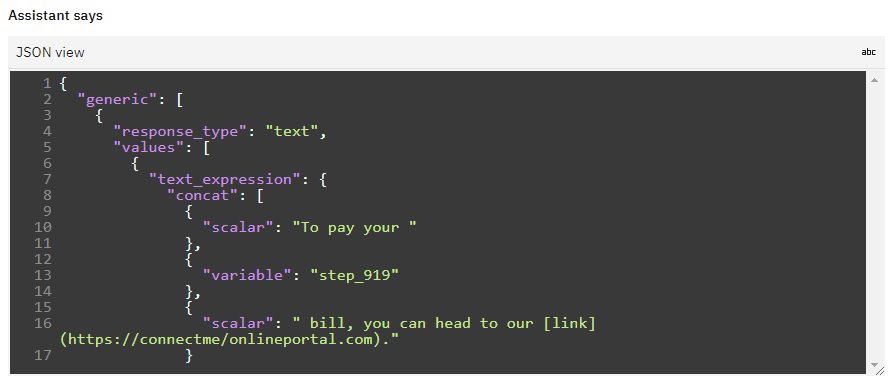 Assistant says
JSON view
abc
1 {
2   "generic": [
3     {
4       "response_type": "text",
5       "values": [
6         {
7           "text_expression": {
8             "concat": [
9               {
10                 "scalar": "To pay your "
11               },
12               {
13                 "variable": "step_919"
14               },
15               {
16                 "scalar": " bill, you can head to our [link]
(https://connectme/onlineportal.com)."
17               }